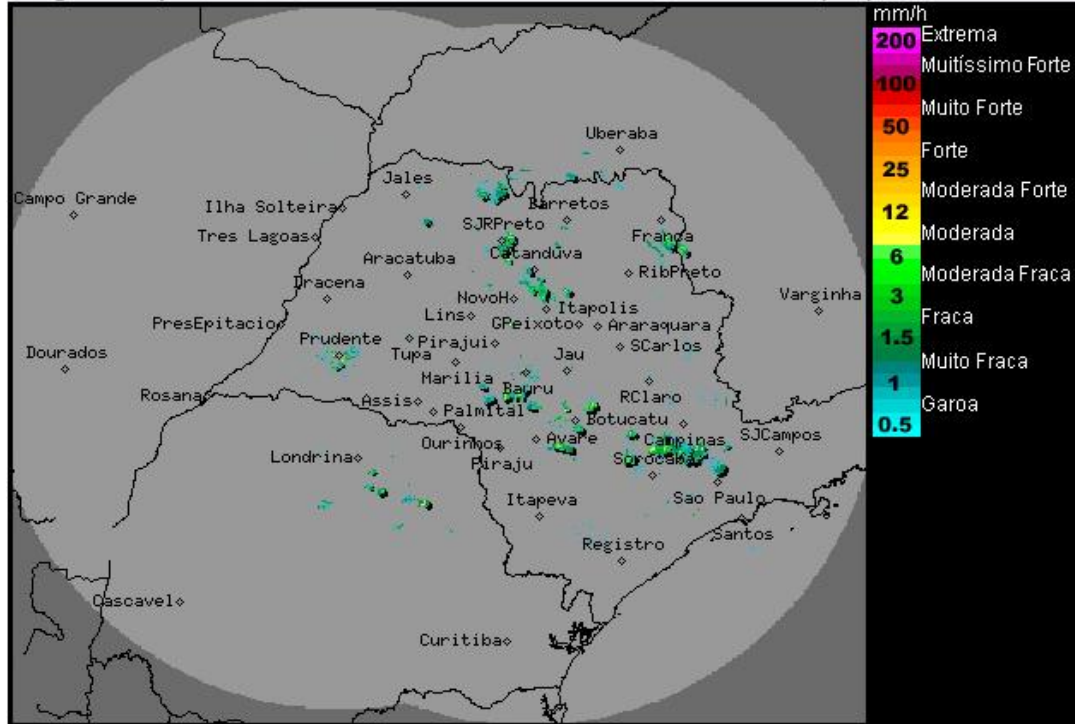 mm/h
200 Extrema
Muitíssimo Forte
100
Muito Forte
50
Forte
25
Moderada Forte
12
Moderada
6
Moderada Fraca
3
Fraca
1.5
Muito Fraca
1
Garoa
0.5
Uberaba
Jales
Campo Grande
Ilha Solteira
Barretos
SJRPreto
Tres Lagoas
Franca
Catanduva
Aracatuba
RibPreto
Dracena
NovoH
Varginha
Itapolis
Lins
PresEpitacio
GPeixoto
Araraquara
Prudente
Pirajui
SCarlos
Dourados
Tupa
Jau
Marilia
Bauru
Rosana
Assis
RClaro
Palmital
Botucatu
Ourinhos
Avare
Campinas
SJCampos
Londrina
Piraju
Sorocaba
Itapeva
Sao Paulo
Santos
Registro
Cascavel
Curitiba